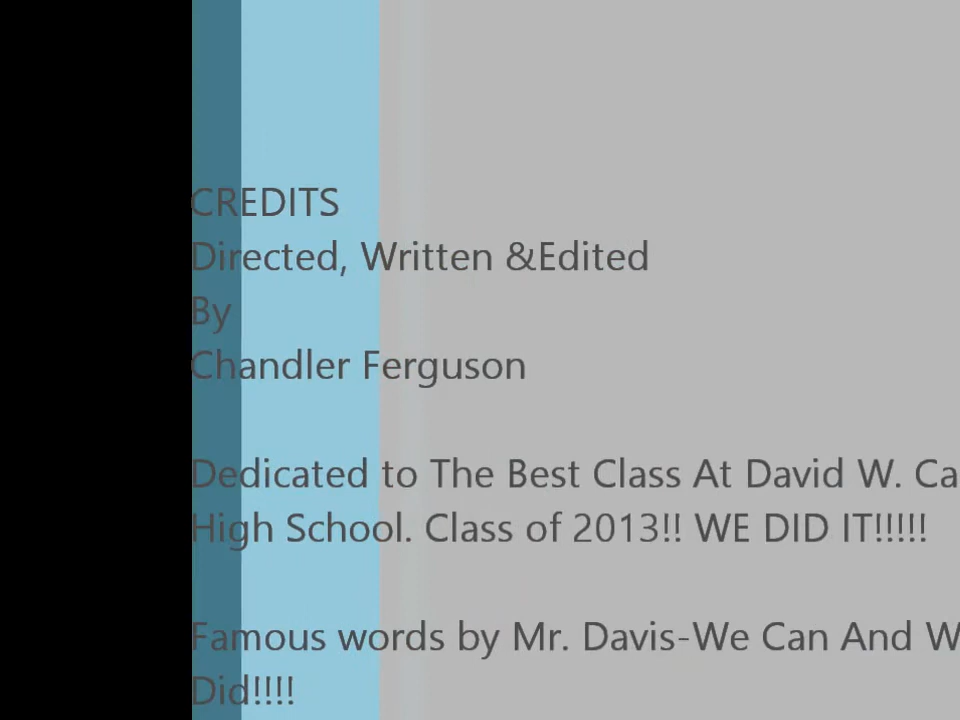 CREDITS
Directed, Written &Edited
By
Chandler Ferguson
Dedicated to The Best Class At David W.
High School. Class of 2013!! WE DID IT!!!!!
Famous words by Mr. Davis-We Can And
Did!!!!